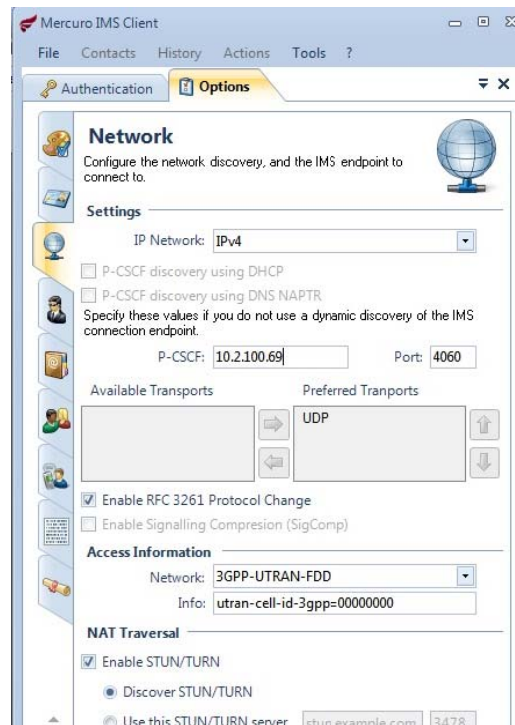 Mercuro IMS Client
File Contacts History Actions Tools ?
Authentication Options
Network
Configure the network discovery, and the IMS endpoint to
connect to.
Settings
IP Network: IPv4
P-CSCF discovery using DHCP
P-CSCF discovery using DNS NAPTR
Specify these values if you do not use a dynamic discovery of the IMS
connection endpoint.
P-CSCF: 10.2.100.69 Port: 4060
Available Transports Preferred Tranports
UDP
Enable RFC 3261 Protocol Change
Enable Signalling Compresion (SigComp)
Access Information
Network: 3GPP-UTRAN-FDD
Info: utran-cell-id-3gpp=00000000
NAT Traversal
Enable STUN/TURN
Discover STUN/TURN
Use this STUN/TURN server stun.example.com 3478